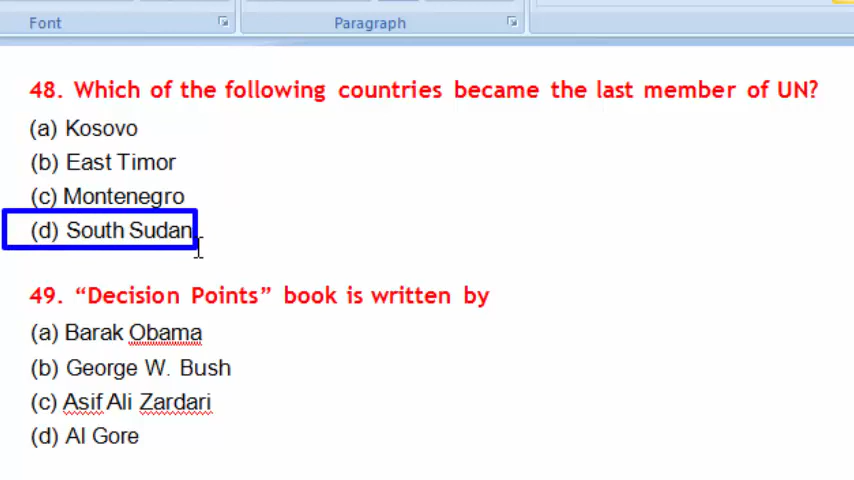 Font Paragraph
48. Which of the following countries became the last member of UN?
(a) Kosovo
(b) East Timor
(c) Montenegro
(d) South Sudan
49. “Decision Points” book is written by
(a) Barak Obama
(b) George W. Bush
(c) Asif Ali Zardari
(d) Al Gore